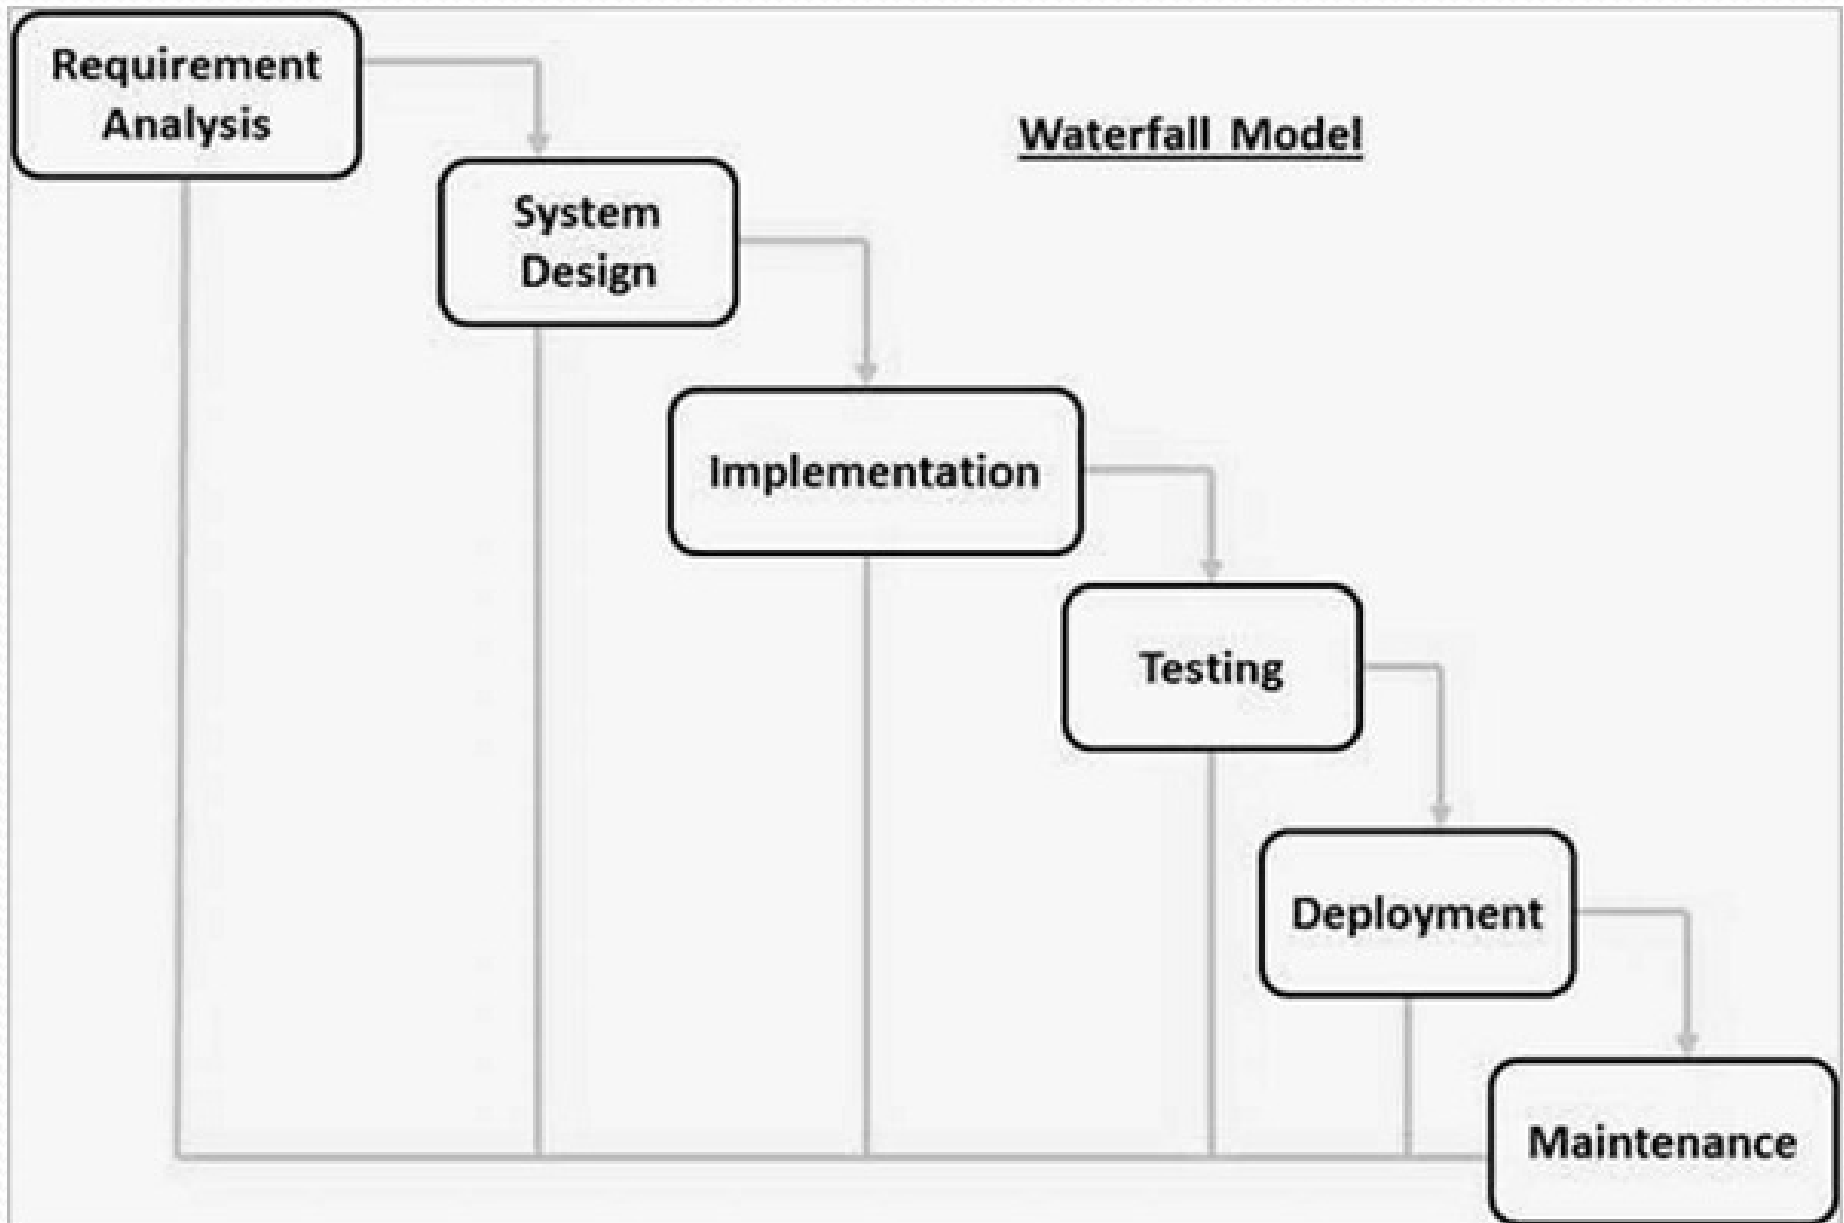 Requirement
Analysis
Waterfall Model
System
Design
Implementation
Testing
Deployment
Maintenance